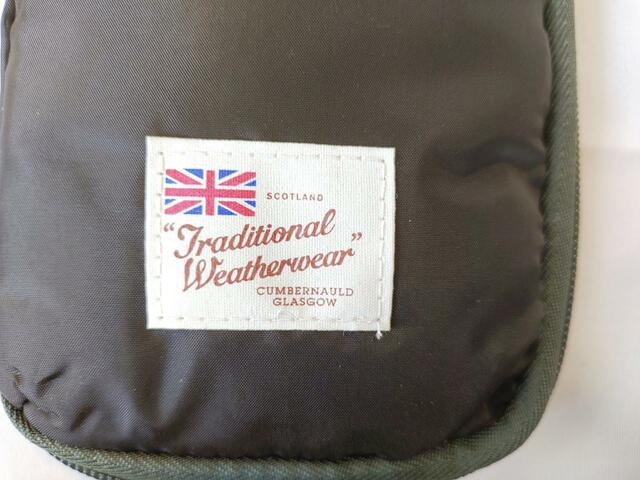 SCOTLAND
"Traditional
Weatherwear"
CUMBERNAULD
GLASGOW